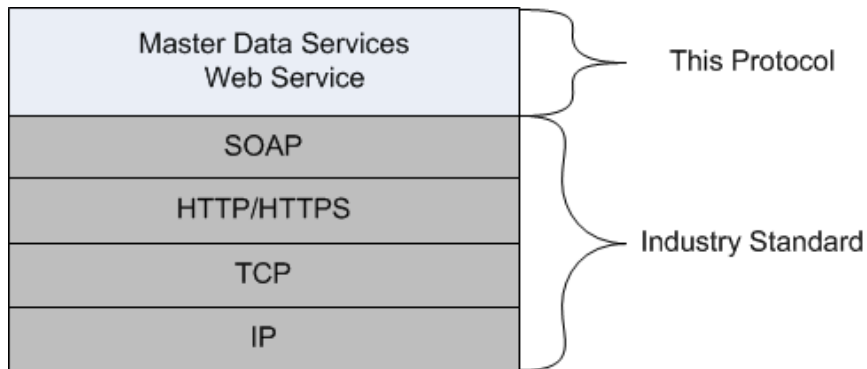 Master Data Services
Web Service
This Protocol
SOAP
HTTP/HTTPS
Industry Standard
TCP
IP